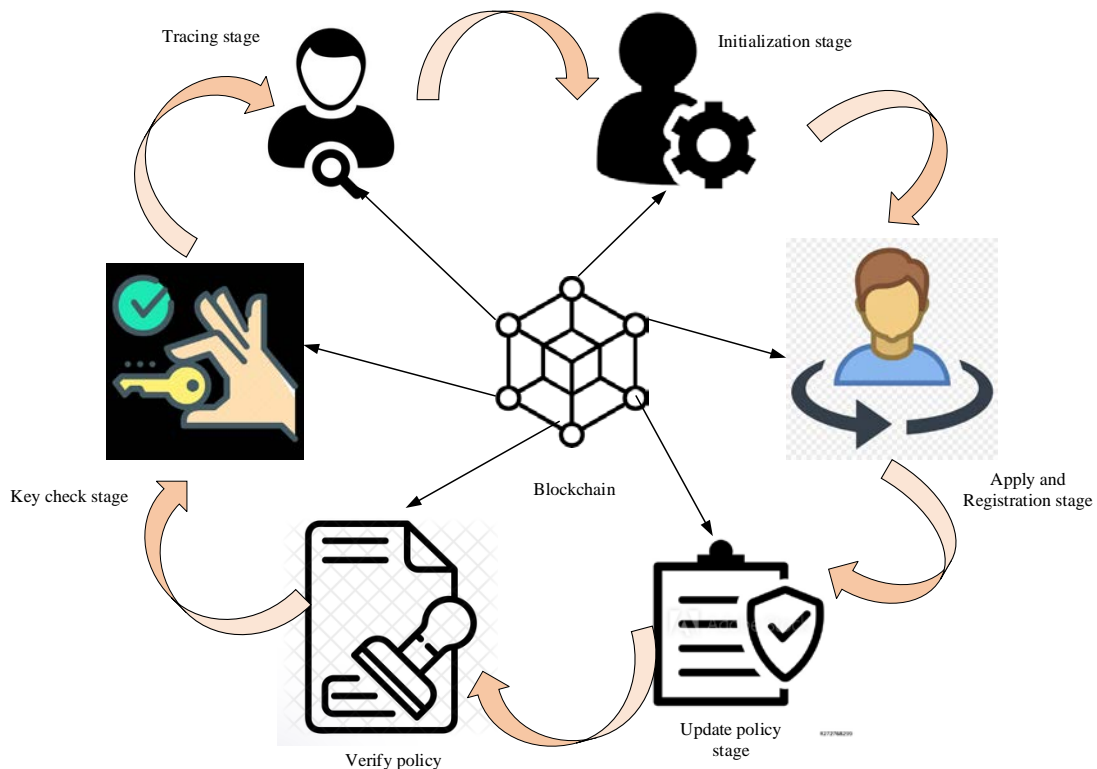 Tracing stage
Initialization stage
Blockchain
Apply and
Registration stage
Key check stage
Update policy
stage
Verify policy